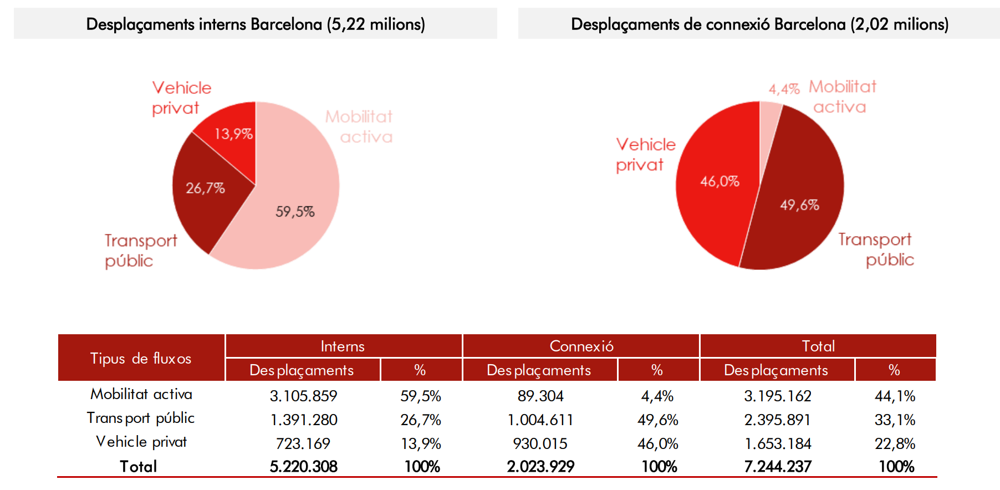 Desplaçaments interns Barcelona (5,22 milions)
Vehicle
privat
13,9%
Mobilitat
activa
26,7%
59,5%
Transport
públic
Desplaçaments de connexió Barcelona (2,02 milions)
4,4% Mobilitat
activa
Vehicle
privat
46,0%
49,6%
Transport
públic
Tipus de fluxos Interns Connexió Total
Desplaçaments % Desplaçaments % Desplaçaments %
Mobilitat activa 3.105.859 59,5% 89.304 4,4% 3.195.162 44,1%
Transport públic 1.391.280 26,7% 1.004.611 49,6% 2.395.891 33,1%
Vehicle privat 723.169 13,9% 930.015 46,0% 1.653.184 22,8%
Total 5.220.308 100% 2.023.929 100% 7.244.237 100%